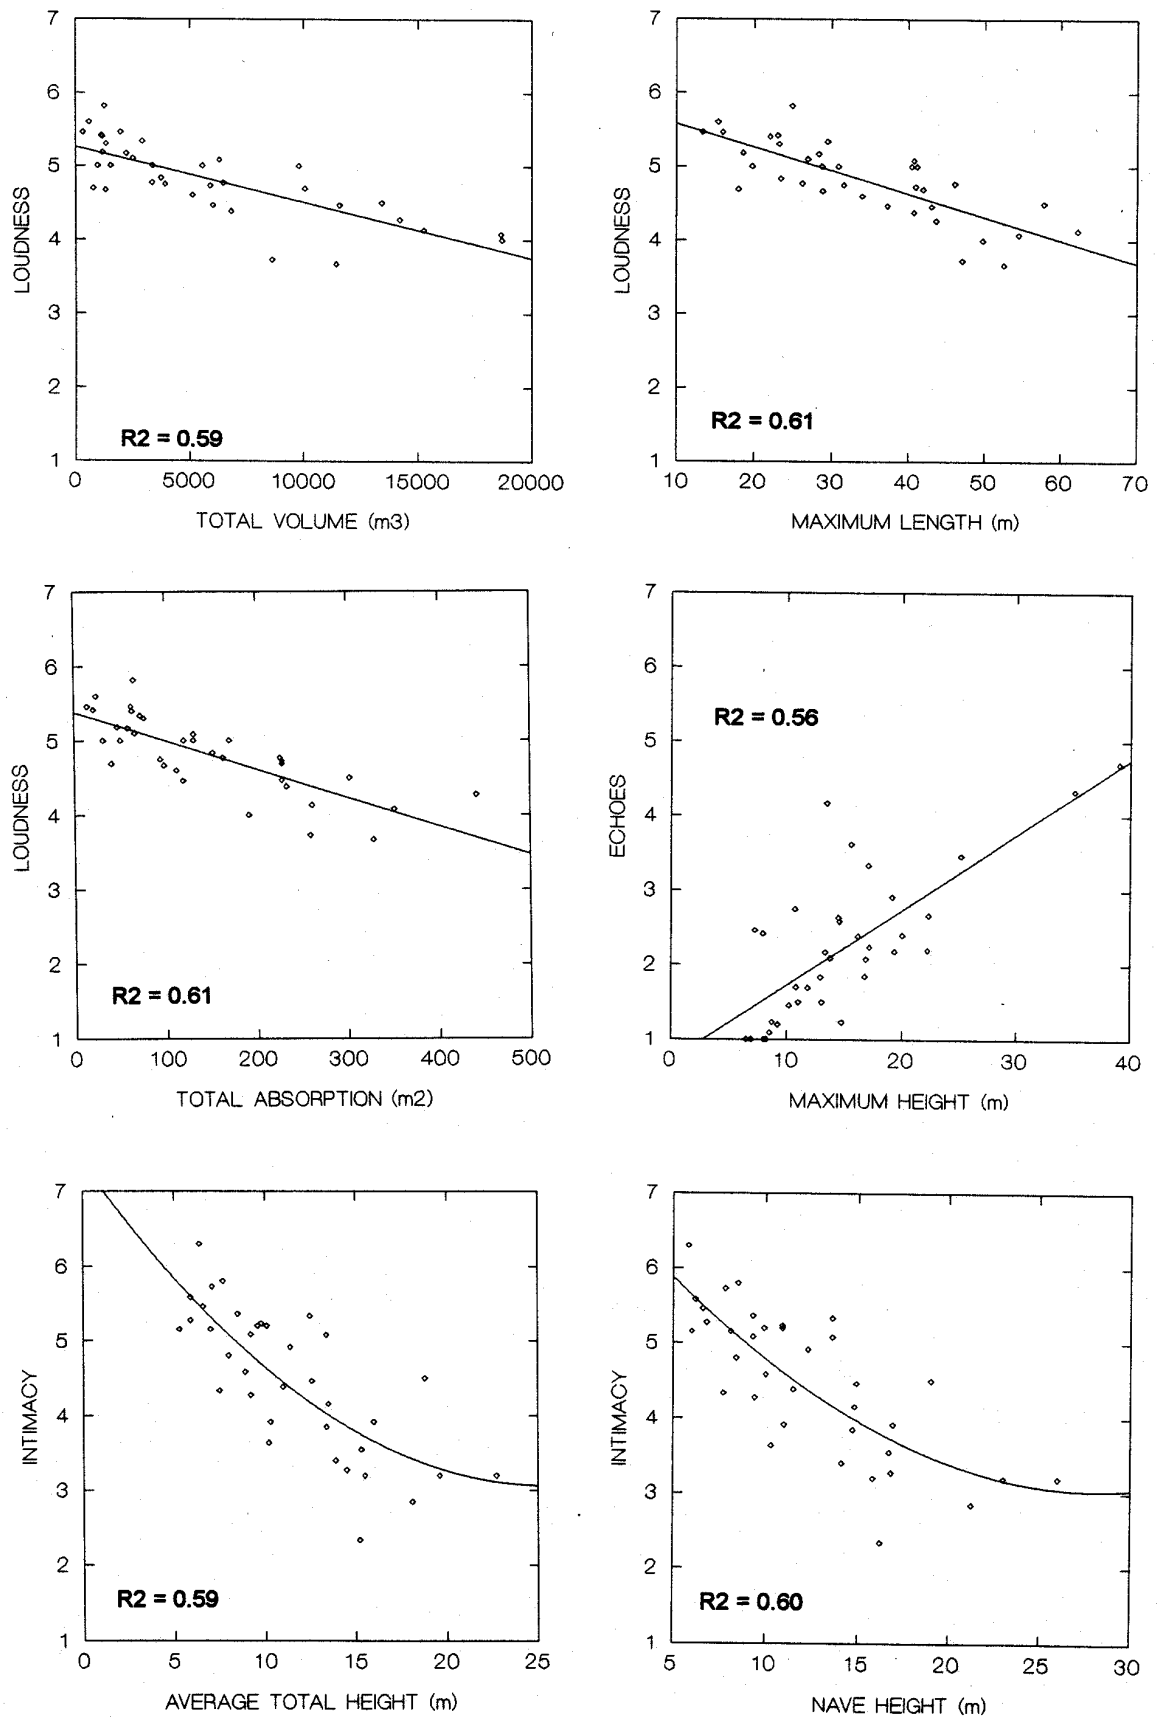 7
6
5
4
3
2
1
LOUDNESS
R2 = 0.59
0 5000 10000 15000 20000
TOTAL VOLUME (m3)
7
6
5
4
3
2
1
LOUDNESS
R2 = 0.61
10 20 30 40 50 60 70
MAXIMUM LENGTH (m)
7
6
5
4
3
2
1
LOUDNESS
R2 = 0.61
0 100 200 300 400 500
TOTAL ABSORPTION (m2)
7
6
5
4
3
2
1
ECHOES
R2 = 0.56
0 10 20 30 40
MAXIMUM HEIGHT (m)
7
6
5
4
3
2
1
INTIMACY
R2 = 0.59
0 5 10 15 20 25
AVERAGE TOTAL HEIGHT (m)
7
6
5
4
3
2
1
INTIMACY
R2 = 0.60
5 10 15 20 25 30
NAVE HEIGHT (m)